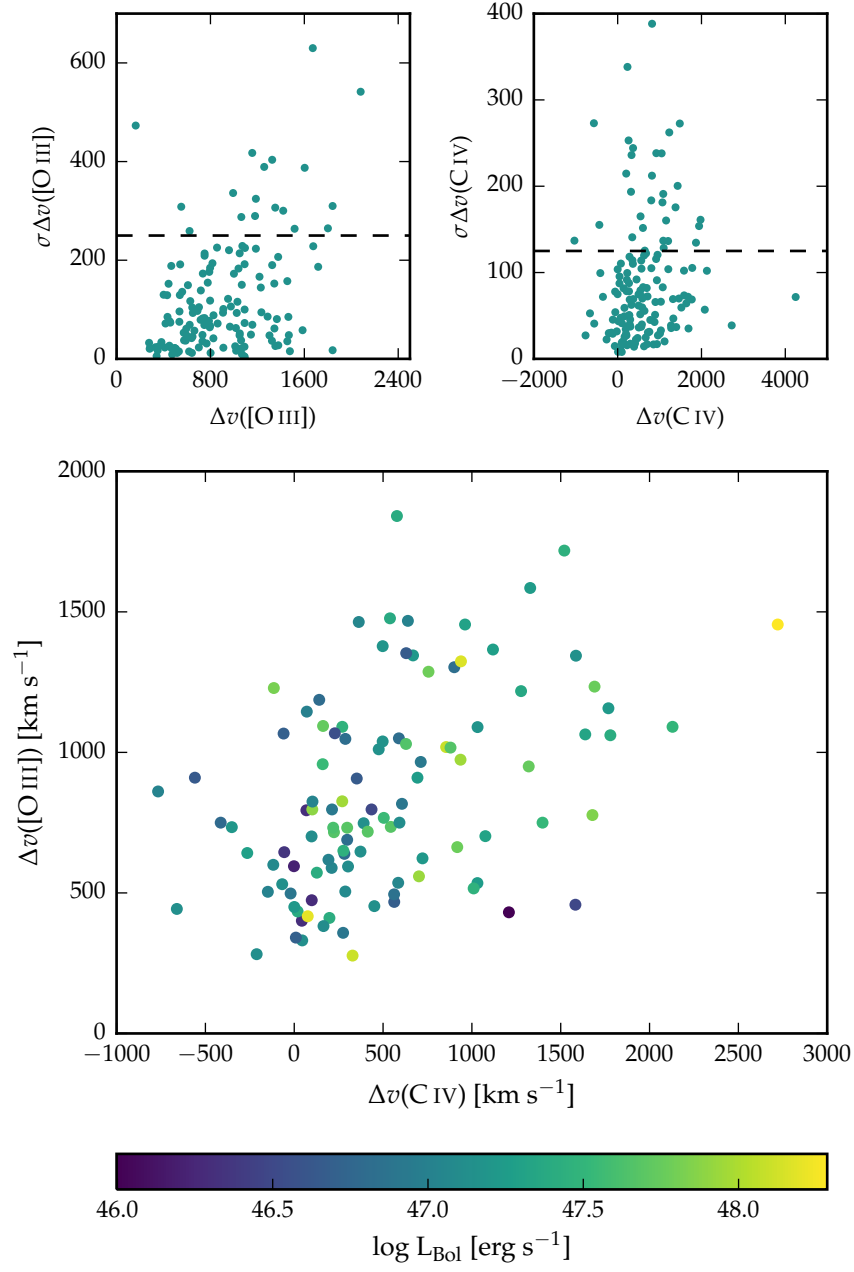 600
400
200
0
0 800 1600 2400
σΔv([O III])
Δv([O III])
400
300
200
100
0
−2000 0 2000 4000
σΔv(C IV)
Δv(C IV)
2000
1500
1000
500
0
−1000 −500 0 500 1000 1500 2000 2500 3000
Δv([O III]) [km s⁻¹]
Δv(C IV) [km s⁻¹]
46.0 46.5 47.0 47.5 48.0
log L_Bol [erg s⁻¹]